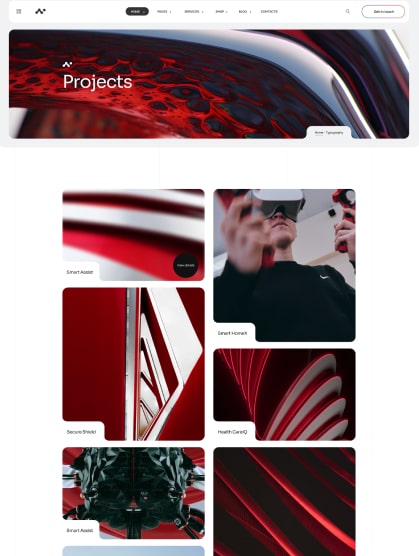 HOME
PAGES
SERVICES
SHOP
BLOG
CONTACTS
Get in touch
Projects
Home - Typography
Smart Assist
View details
Smart HomeA
Secure Shield
Health CareIQ
Smart Assist